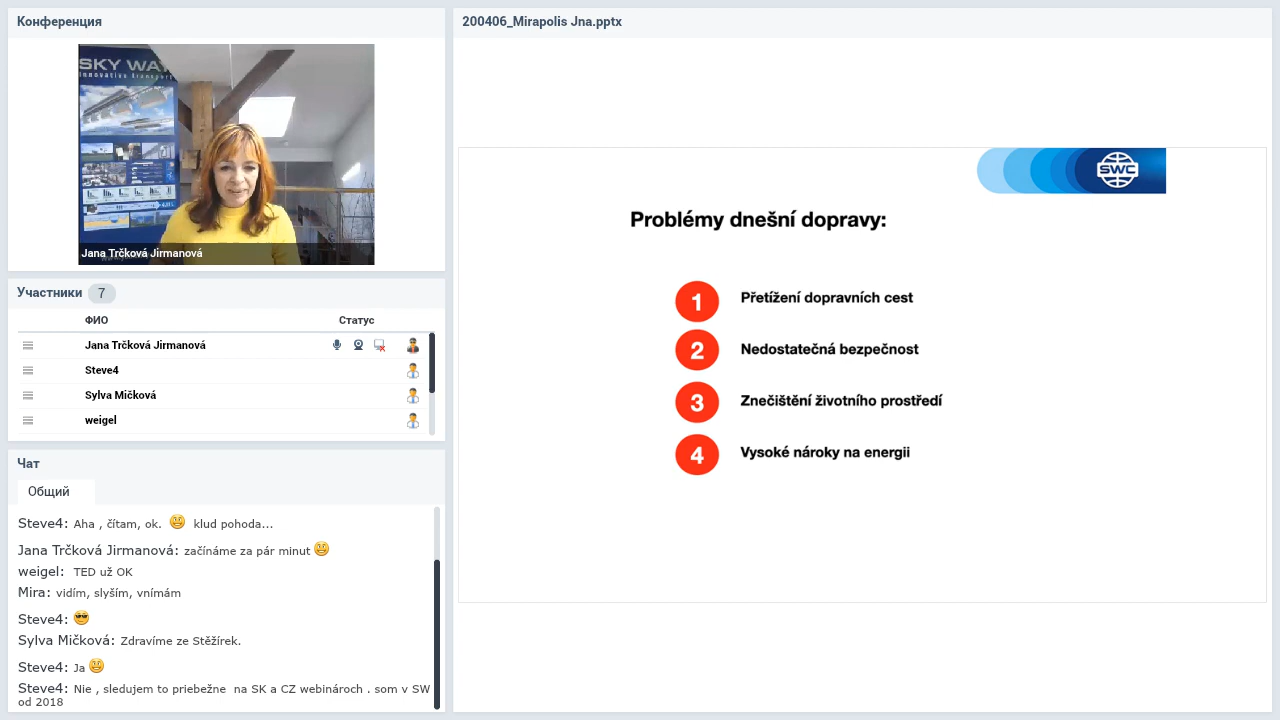 Конференция
SKY WAY
Innovative transport
Jana Trčková Jirmanová
Участники 7
ФИО Статус
Jana Trčková Jirmanová
Steve4
Sylva Mičková
weigel
Чат
Общий
Steve4: Aha , čítam, ok. klud pohoda...
Jana Trčková Jirmanová: začínáme za pár minut
weigel: TED už OK
Mira: vidím, slyším, vnímám
Steve4:
Sylva Mičková: Zdravíme ze Stěžírek.
Steve4: Ja
Steve4: Nie , sledujem to priebežne na SK a CZ webinároch . som v SW
od 2018
200406_Mirapolis Jna.pptx
SWC
Problémy dnešní dopravy:
1 Přetížení dopravních cest
2 Nedostatečná bezpečnost
3 Znečištění životního prostředí
4 Vysoké nároky na energii